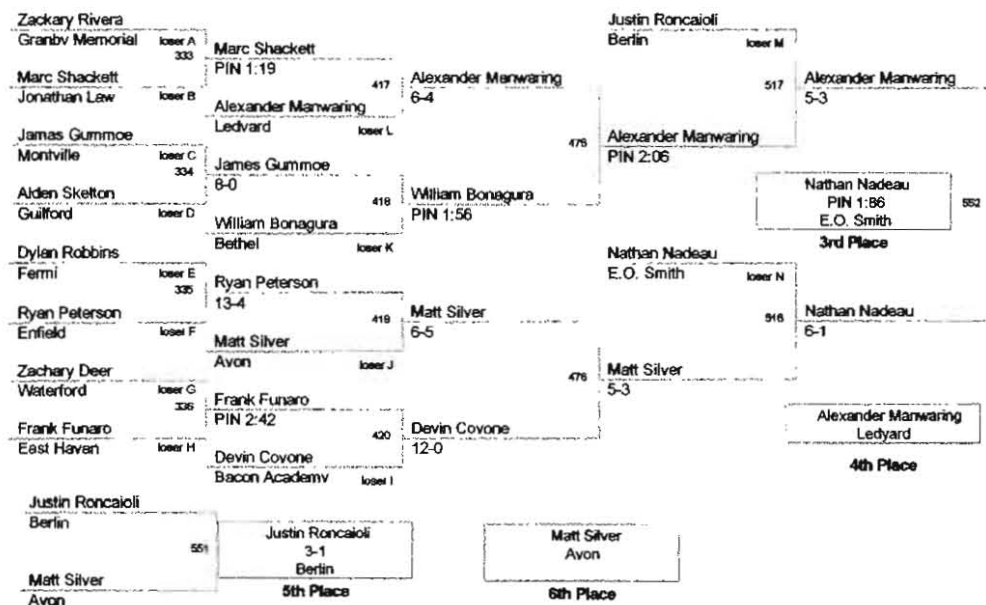 Zackary Rivera
Granby Memorial loser A
333
Marc Shackett
Jonathan Law loser B
Jamas Gummoe
Montville loser C
334
Alden Skelton
Guilford loser D
Dylan Robbins
Fermi loser E
335
Ryan Peterson
Enfield loser F
Zachary Deer
Waterford loser G
336
Frank Funaro
East Haven loser H
Marc Shackett
PIN 1:19
417
Alexander Manwaring
Ledyard loser L
James Gummoe
6-0
418
William Bonagura
Bethel loser K
Ryan Peterson
13-4
419
Matt Silver
Avon loser J
Frank Funaro
PIN 2:42
420
Devin Covone
Bacon Academy loser I
Alexander Manwaring
6-4
William Bonagura
PIN 1:56
Matt Silver
6-5
476
Devin Covone
12-0
Justin Roncaioli
Berlin loser M
517
Alexander Manwaring
PIN 2:06
Nathan Nadeau
E.O. Smith loser N
Matt Silver
5-3
Alexander Manwaring
5-3
Nathan Nadeau
PIN 1:86
E.O. Smith
552
3rd Place
Nathan Nadeau
6-1
Alexander Manwaring
Ledyard
4th Place
Justin Roncaioli
Berlin
551
Matt Silver
Avon
Justin Roncaioli
3-1
Berlin
5th Place
Matt Silver
Avon
6th Place